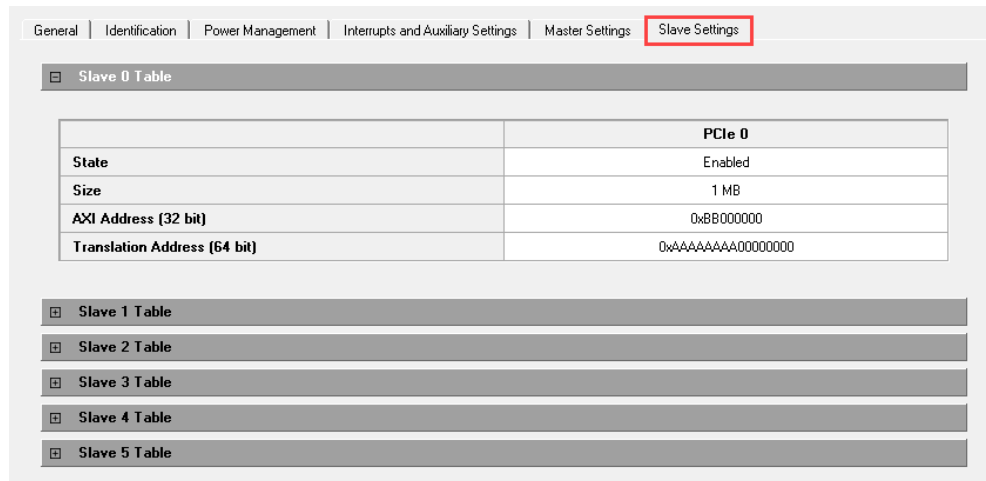 General | Identification | Power Management | Interrupts and Auxiliary Settings | Master Settings Slave Settings
Slave 0 Table
PCIe 0
State Enabled
Size 1 MB
AXI Address (32 bit) 0xBB000000
Translation Address (64 bit) 0xAAAAAAAA00000000
Slave 1 Table
Slave 2 Table
Slave 3 Table
Slave 4 Table
Slave 5 Table